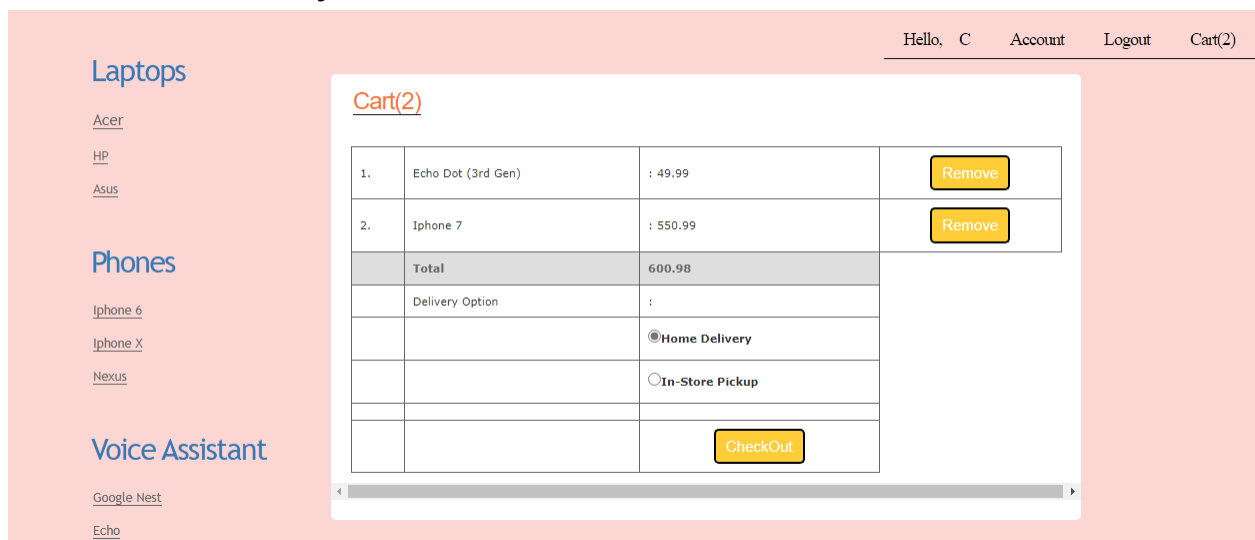 Hello, C Account Logout Cart(2)
Laptops
Acer
HP
Asus
Phones
Iphone 6
Iphone X
Nexus
Voice Assistant
Google Nest
Echo
Cart(2)
1. Echo Dot (3rd Gen) : 49.99 Remove
2. Iphone 7 : 550.99 Remove
Total 600.98
Delivery Option :
Home Delivery
In-Store Pickup
CheckOut